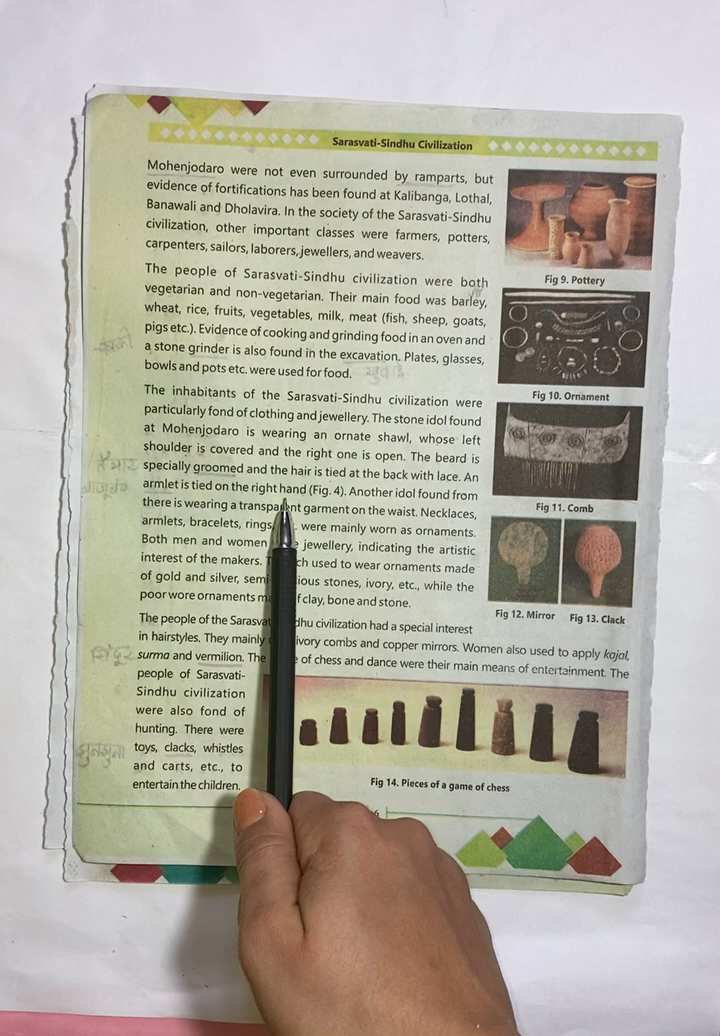 Sarasvati-Sindhu Civilization
Mohenjodaro were not even surrounded by ramparts, but
evidence of fortifications has been found at Kalibanga, Lothal,
Banawali and Dholavira. In the society of the Sarasvati-Sindhu
civilization, other important classes were farmers, potters,
carpenters, sailors, laborers, jewellers, and weavers.
Fig 9. Pottery
The people of Sarasvati-Sindhu civilization were both
vegetarian and non-vegetarian. Their main food was barley,
wheat, rice, fruits, vegetables, milk, meat (fish, sheep, goats,
pigs etc.). Evidence of cooking and grinding food in an oven and
a stone grinder is also found in the excavation. Plates, glasses,
bowls and pots etc. were used for food.
Fig 10. Ornament
The inhabitants of the Sarasvati-Sindhu civilization were
particularly fond of clothing and jewellery. The stone idol found
at Mohenjodaro is wearing an ornate shawl, whose left
shoulder is covered and the right one is open. The beard is
specially groomed and the hair is tied at the back with lace. An
armlet is tied on the right hand (Fig. 4). Another idol found from
there is wearing a transparent garment on the waist. Necklaces,
armlets, bracelets, rings, were mainly worn as ornaments.
Both men and women jewellery, indicating the artistic
interest of the makers. used to wear ornaments made
of gold and silver, stones, ivory, etc., while the
poor wore ornaments of clay, bone and stone.
Fig 11. Comb
Fig 12. Mirror
Fig 13. Clack
The people of the civilization had a special interest
in hairstyles. They mainly ivory combs and copper mirrors. Women also used to apply kajal,
surma and vermilion. The of chess and dance were their main means of entertainment. The
people of Sarasvati-
Sindhu civilization
were also fond of
hunting. There were
toys, clacks, whistles
and carts, etc., to
entertain the children.
Fig 14. Pieces of a game of chess
6
चक्की
तैयार
बाजूबंद
सिंदूर
झुनझुना